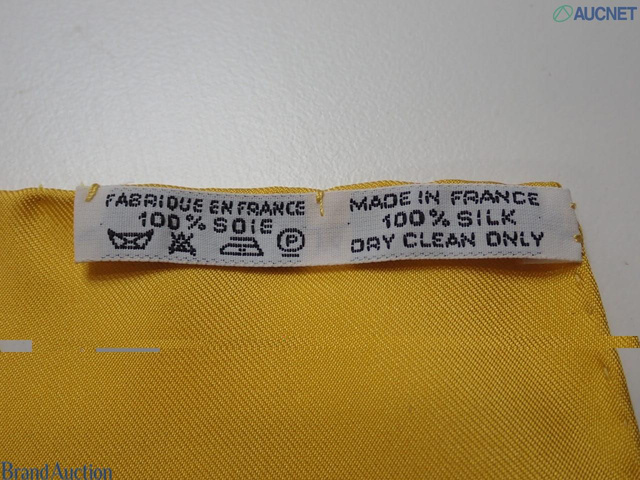 AUCNET
FABRIQUE EN FRANCE
100% SOIE
P
MADE IN FRANCE
100% SILK
DRY CLEAN ONLY
Brand Auction